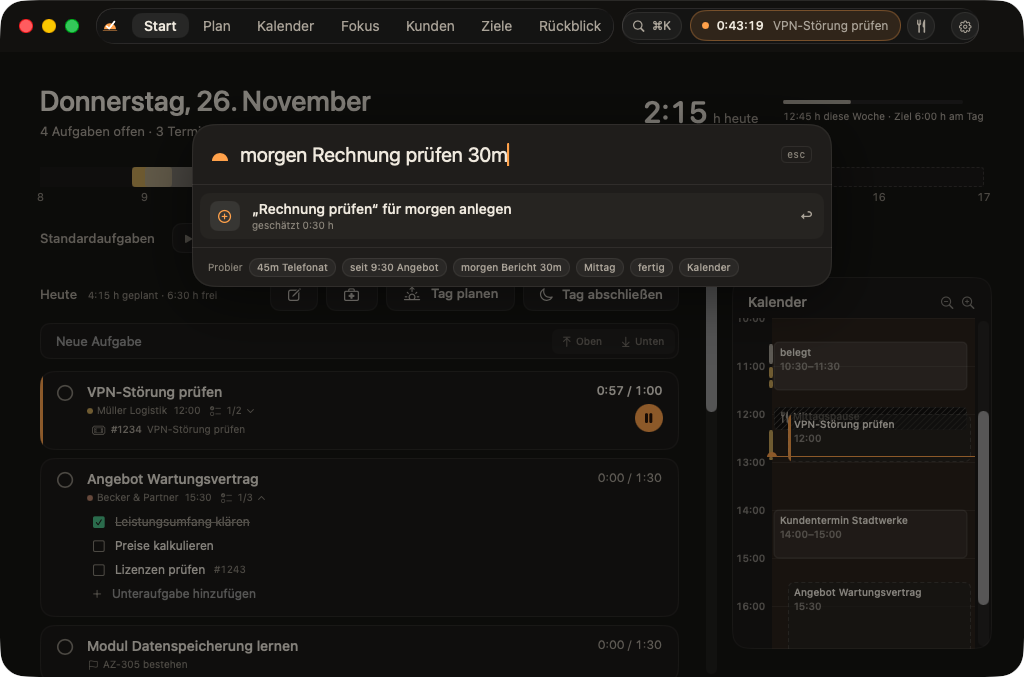 Start Plan Kalender Fokus Kunden Ziele Rückblick ⌘K 0:43:19 VPN-Störung prüfen
Donnerstag, 26. November
4 Aufgaben offen · 3 Termi
2:15 h heute
12:45 h diese Woche · Ziel 6:00 h am Tag
morgen Rechnung prüfen 30m
esc
„Rechnung prüfen“ für morgen anlegen
geschätzt 0:30 h
Probier 45m Telefonat seit 9:30 Angebot morgen Bericht 30m Mittag fertig Kalender
8 9 16 17
Standardaufgaben
Heute 4:15 h geplant · 6:30 h frei
Tag planen
Tag abschließen
Neue Aufgabe
Oben
Unten
VPN-Störung prüfen
0:57 / 1:00
Müller Logistik 12:00 1/2
#1234 VPN-Störung prüfen
Angebot Wartungsvertrag
0:00 / 1:30
Becker & Partner 15:30 1/3
Leistungsumfang klären
Preise kalkulieren
Lizenzen prüfen #1243
+ Unteraufgabe hinzufügen
Modul Datenspeicherung lernen
0:00 / 1:30
AZ-305 bestehen
Kalender
10:00
belegt
10:30–11:30
11:00
12:00
Mittagspause
VPN-Störung prüfen
12:00
13:00
14:00
Kundentermin Stadtwerke
14:00–15:00
15:00
Angebot Wartungsvertrag
15:30
16:00